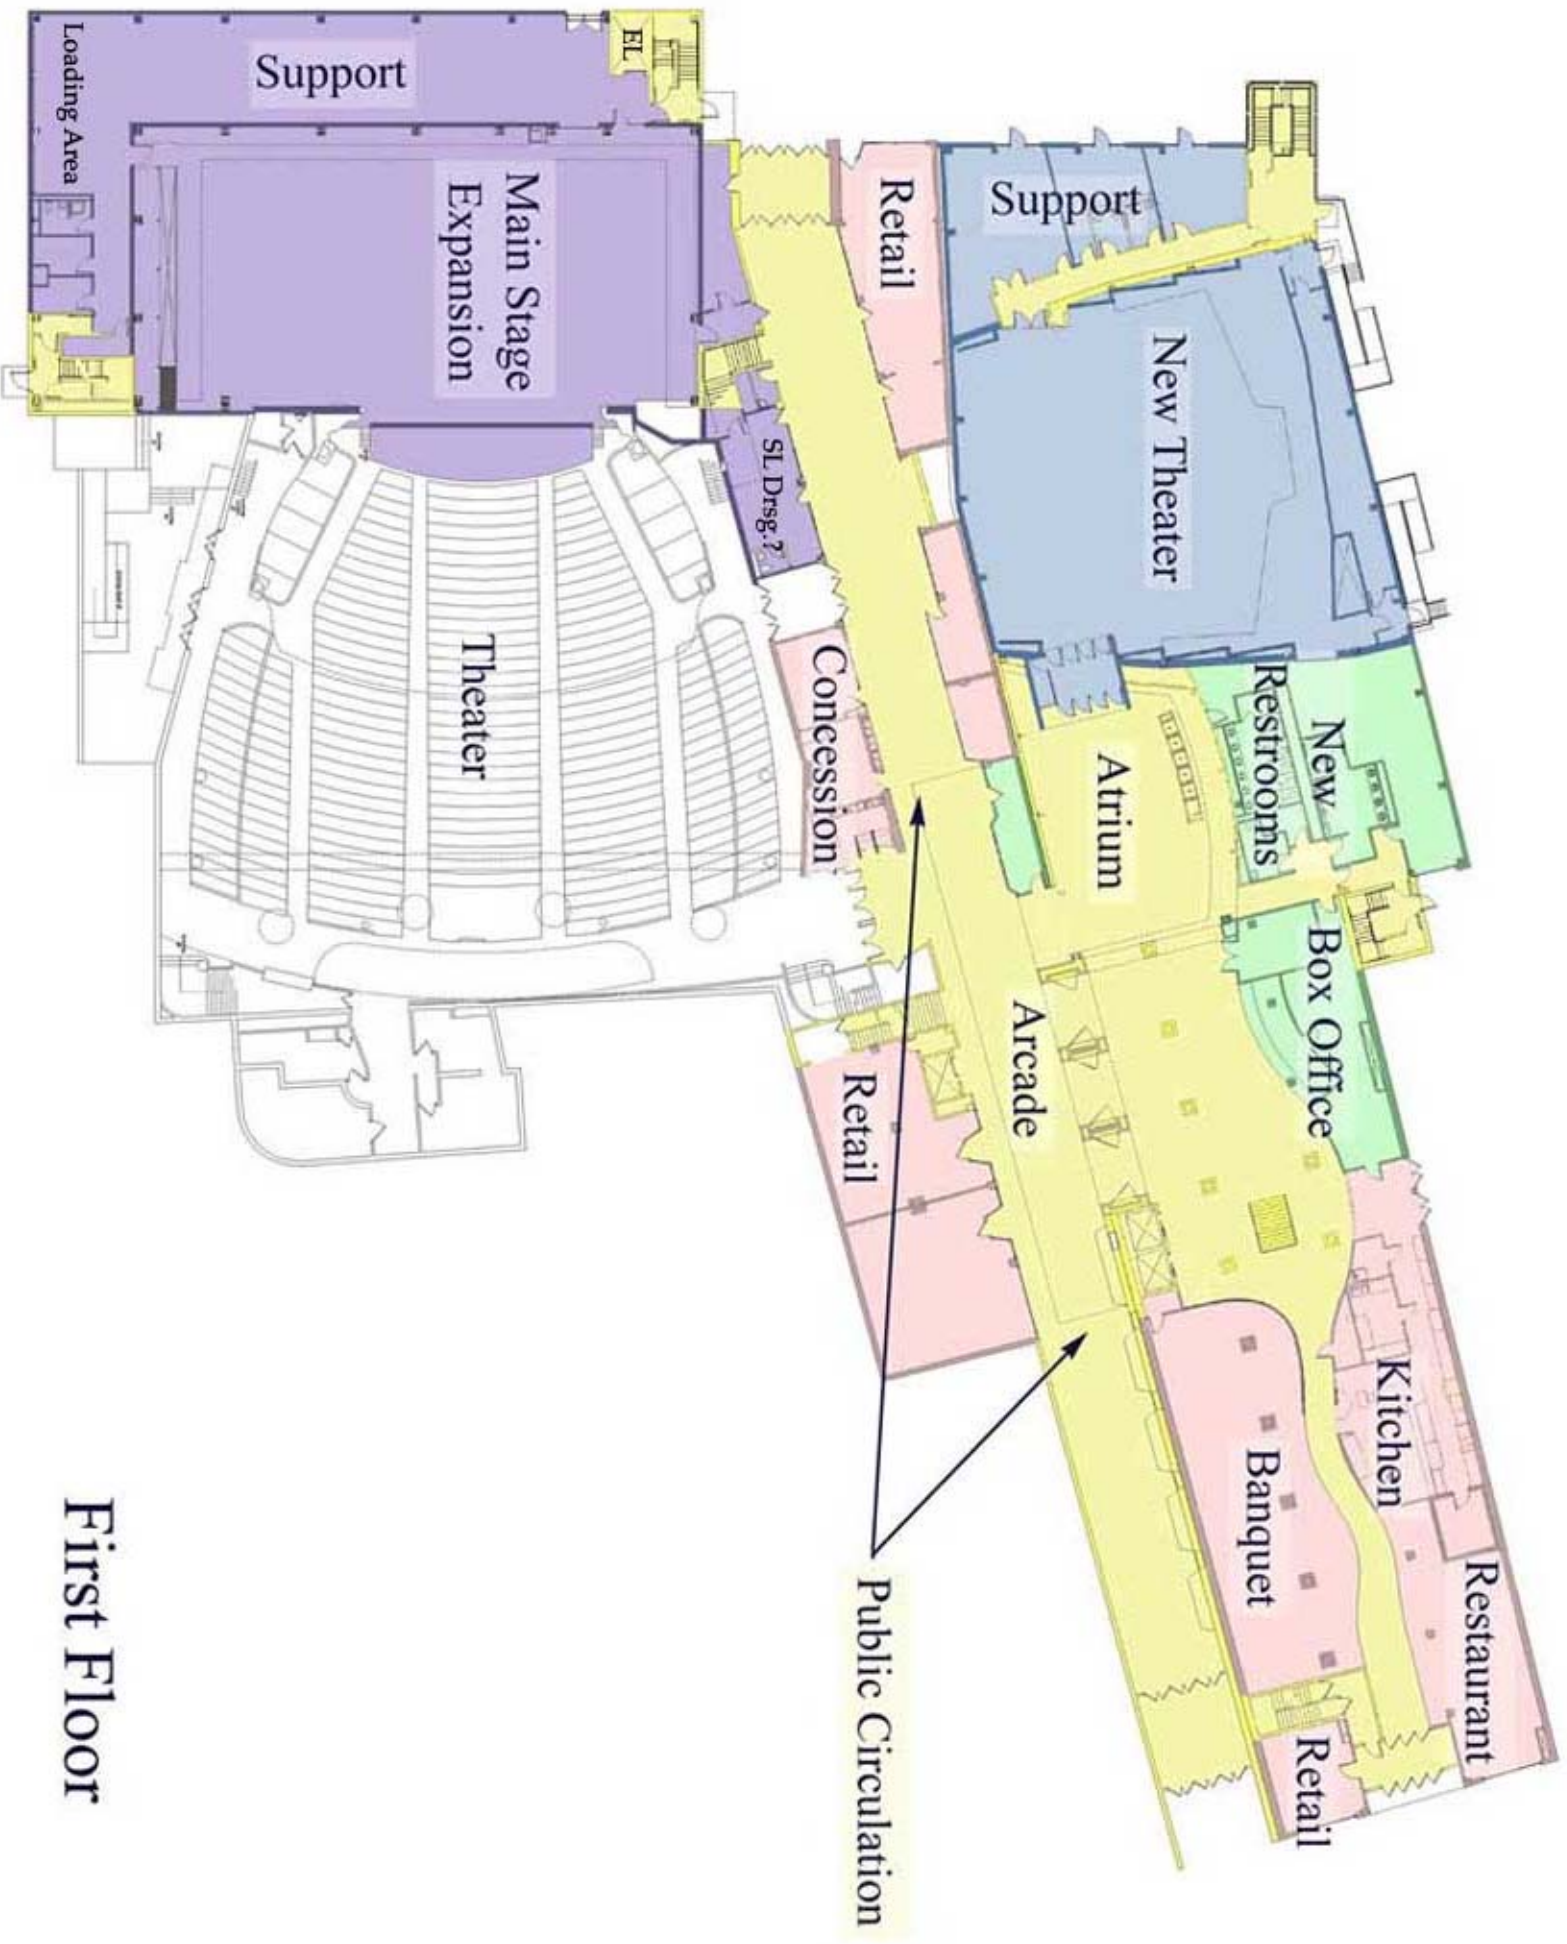 Loading Area
Support
EL
Main Stage
Expansion
Retail
Support
New Theater
SL Drsg.?
Theater
Concession
Atrium
New
Restrooms
Arcade
Box Office
Retail
Kitchen
Banquet
Restaurant
Retail
Public Circulation
First Floor